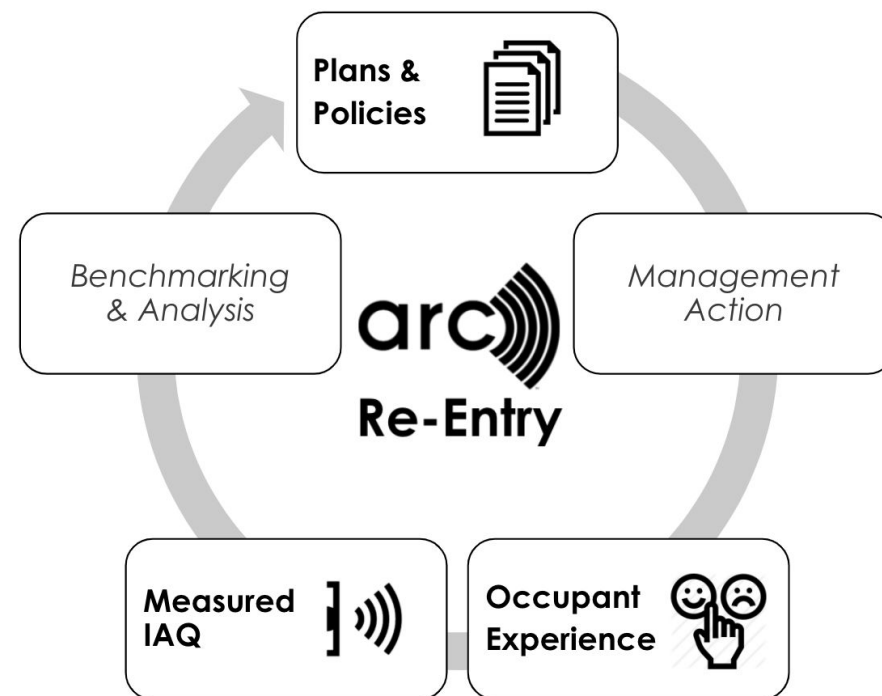 Plans &
Policies
Benchmarking
& Analysis
Management
Action
arc
Re-Entry
Measured
IAQ
Occupant
Experience